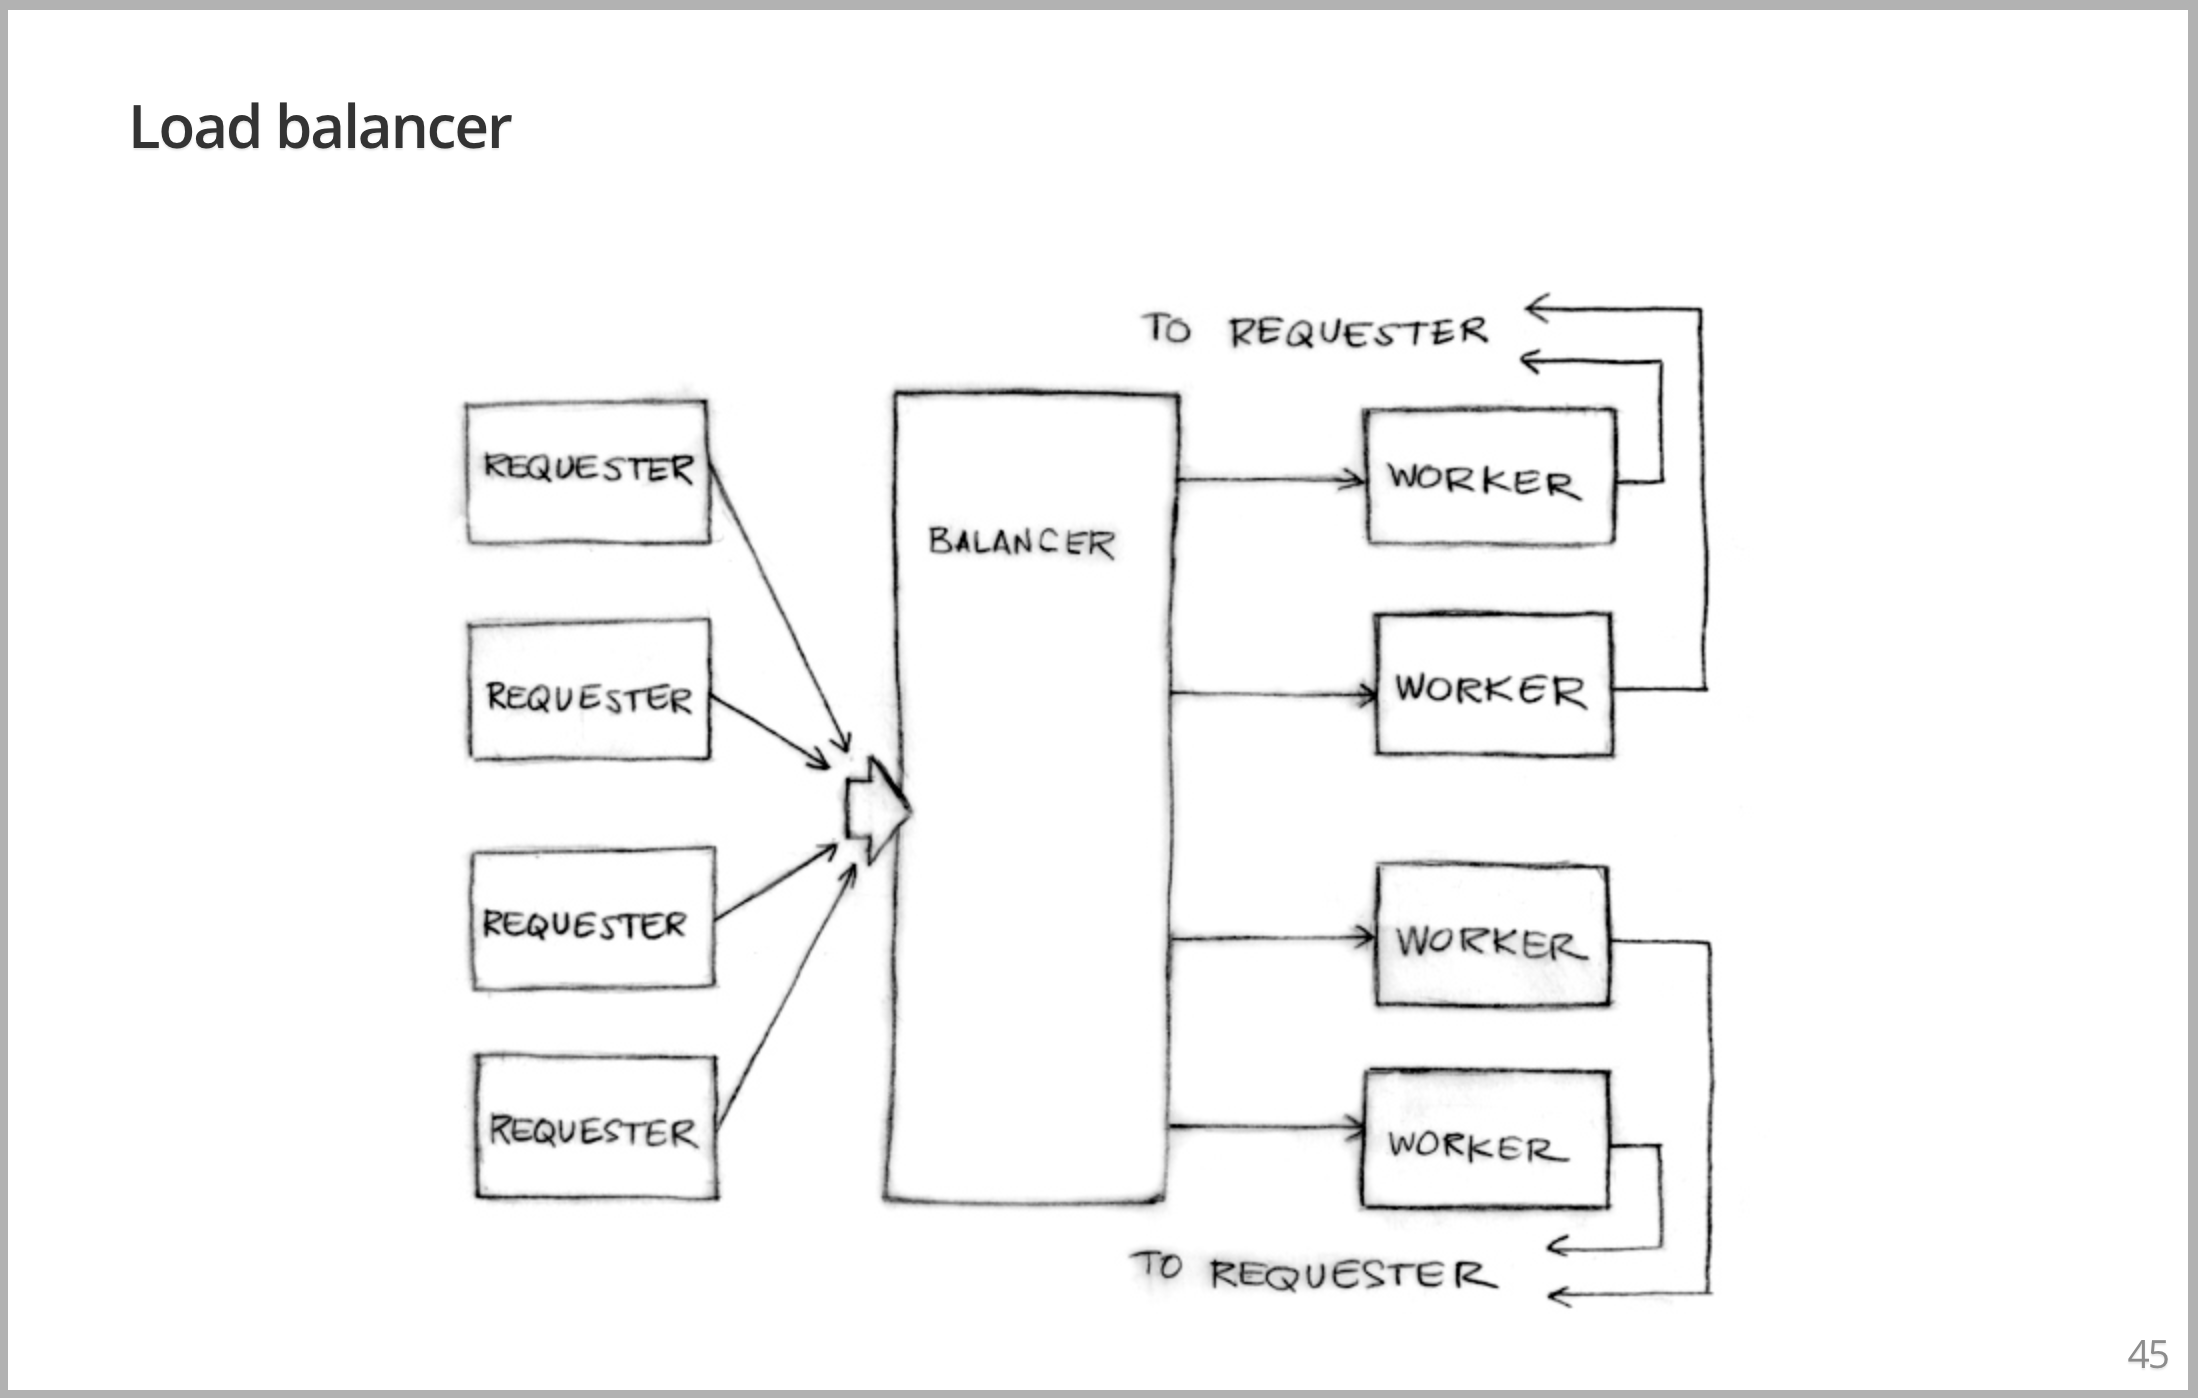 Load balancer
TO REQUESTER
REQUESTER
WORKER
BALANCER
REQUESTER
WORKER
REQUESTER
WORKER
REQUESTER
WORKER
TO REQUESTER
45